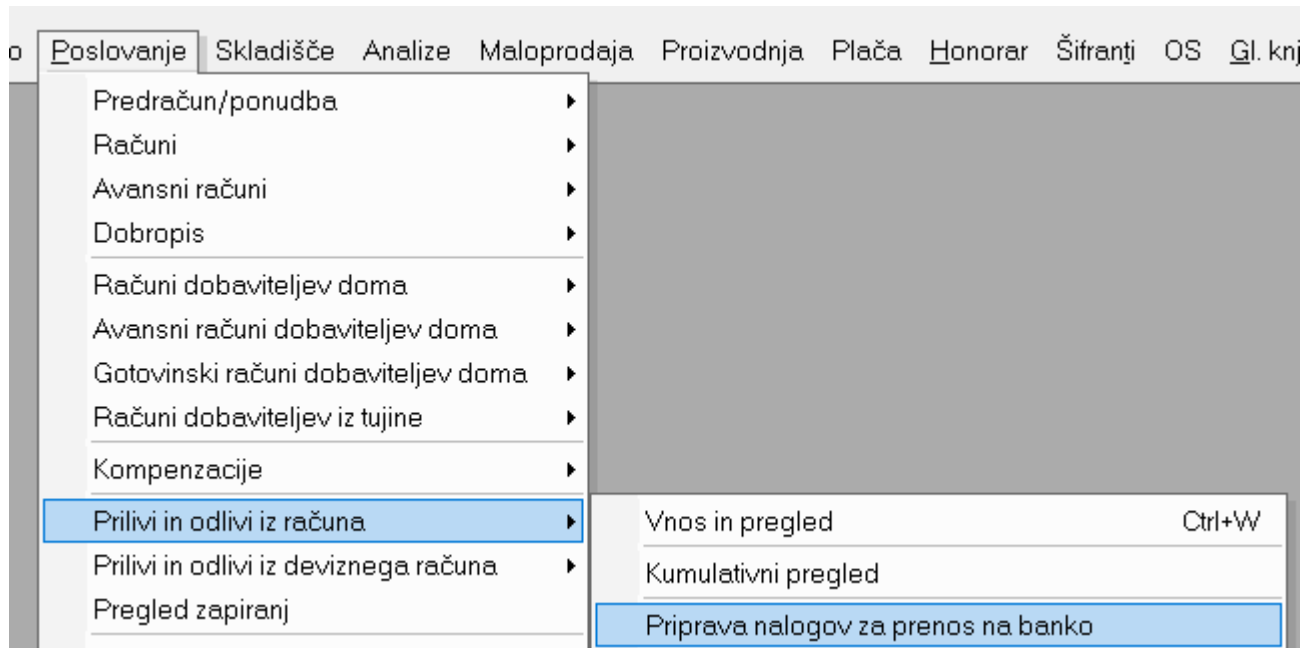 o Poslovanje Skladišče Analize Maloprodaja Proizvodnja Plača Honorar Šifranti OS Gl. knj
Predračun/ponudba
Računi
Avansni računi
Dobropis
Računi dobaviteljev doma
Avansni računi dobaviteljev doma
Gotovinski računi dobaviteljev doma
Računi dobaviteljev iz tujine
Kompenzacije
Prilivi in odlivi iz računa
Vnos in pregled Ctrl+W
Prilivi in odlivi iz deviznega računa
Kumulativni pregled
Pregled zapiranj
Priprava nalogov za prenos na banko